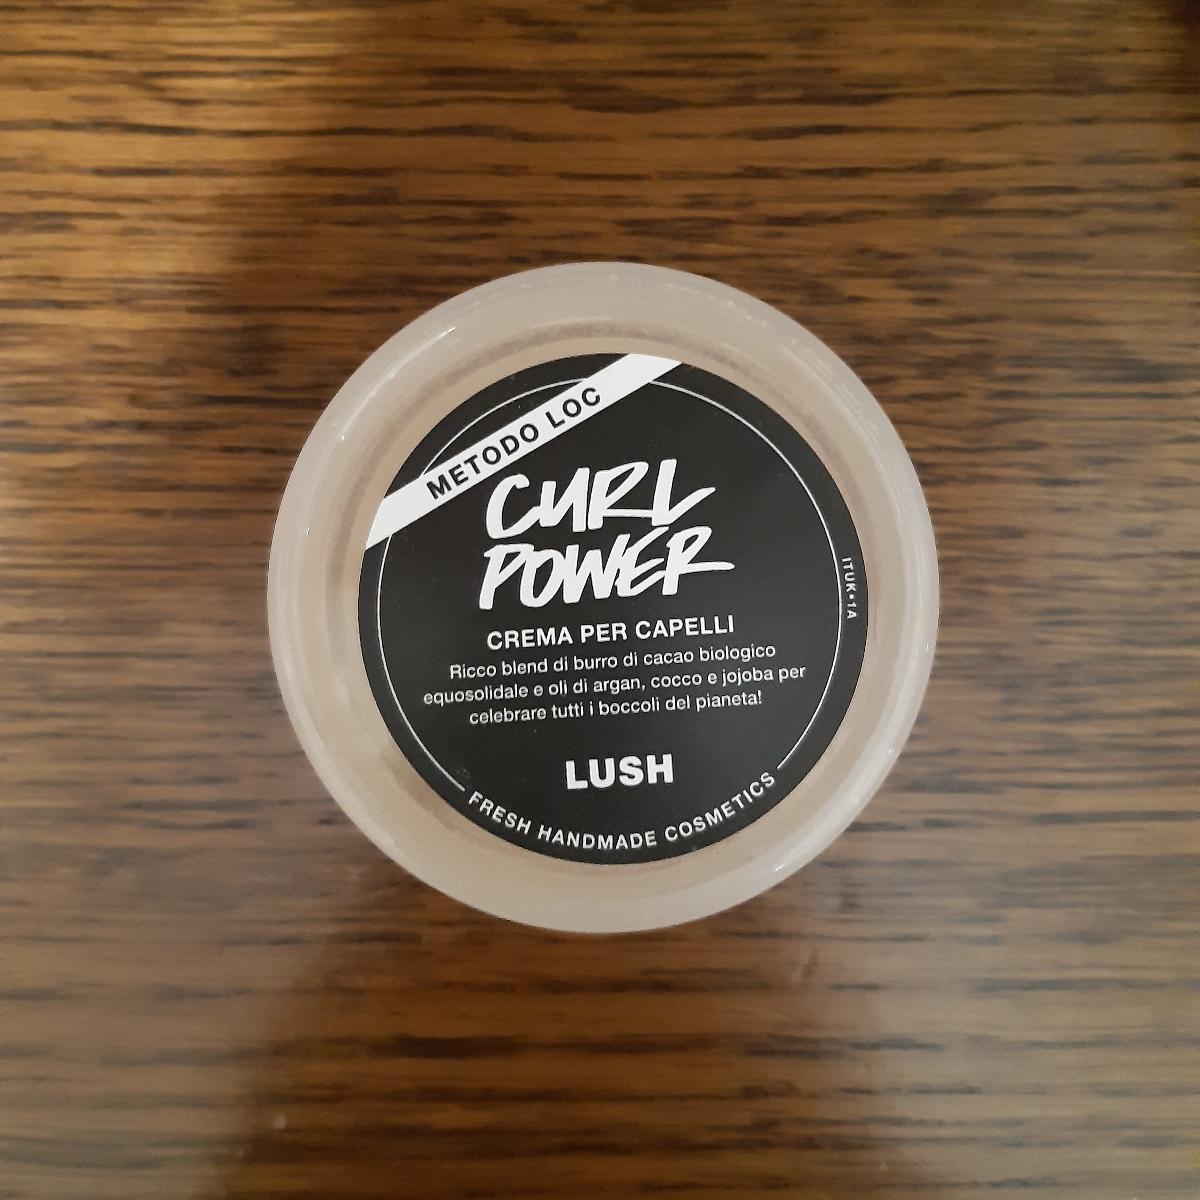 METODO LOC
CURL
POWER
CREMA PER CAPELLI
Ricco blend di burro di cacao biologico
equosolidale e oli di argan, cocco e jojoba per
celebrare tutti i boccoli del pianeta!
LUSH
FRESH HANDMADE COSMETICS
ITUK•1A